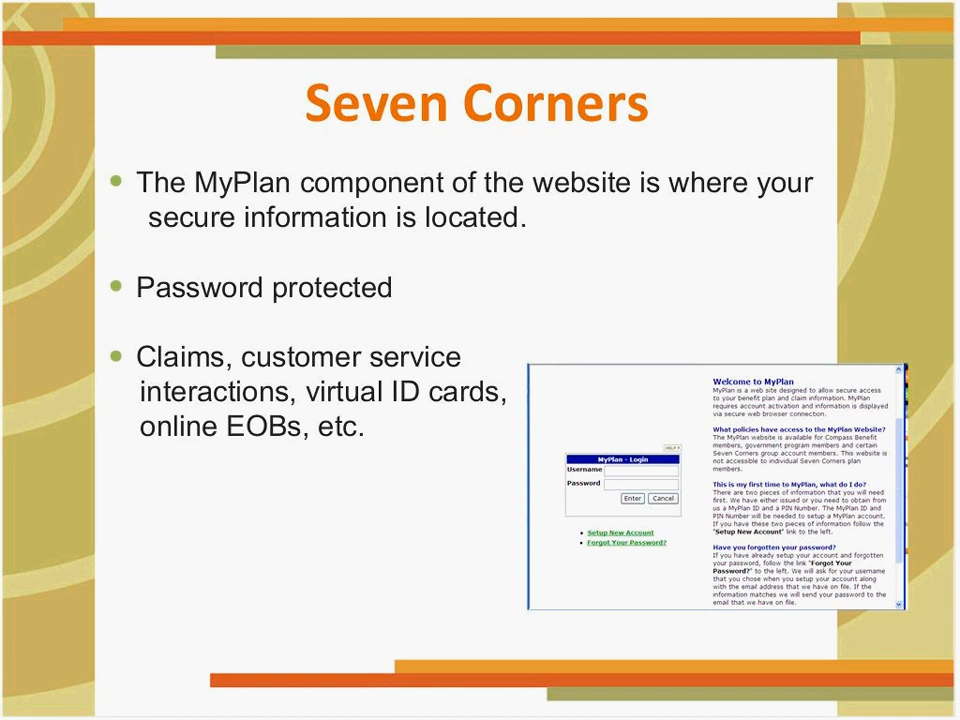 Seven Corners
The MyPlan component of the website is where your
secure information is located.
Password protected
Claims, customer service
interactions, virtual ID cards,
online EOBs, etc.
HELP
MyPlan - Login
Username
Password
Enter Cancel
Setup New Account
Forgot Your Password?
Welcome to MyPlan
MyPlan is a web site designed to allow secure access
to your benefit plan and claim information. MyPlan
requires account activation and information is displayed
via secure web browser connection.
What policies have access to the MyPlan Website?
The MyPlan website is available for Compass Benefit
members, government program members and certain
Seven Corners group account members. This website is
not accessible to individual Seven Corners plan
members.
This is my first time to MyPlan, what do I do?
There are two pieces of information that you will need
first. We have either issued or you need to obtain from
us a MyPlan ID and a PIN Number. The MyPlan ID and
PIN Number will be needed to setup a MyPlan account.
If you have these two pieces of information follow the
"Setup New Account" link to the left.
Have you forgotten your password?
If you have already setup your account and forgotten
your password, follow the link "Forgot Your
Password?" to the left. We will ask for your username
that you chose when you setup your account along
with the email address that we have on file. If the
information matches we will send your password to the
email that we have on file.